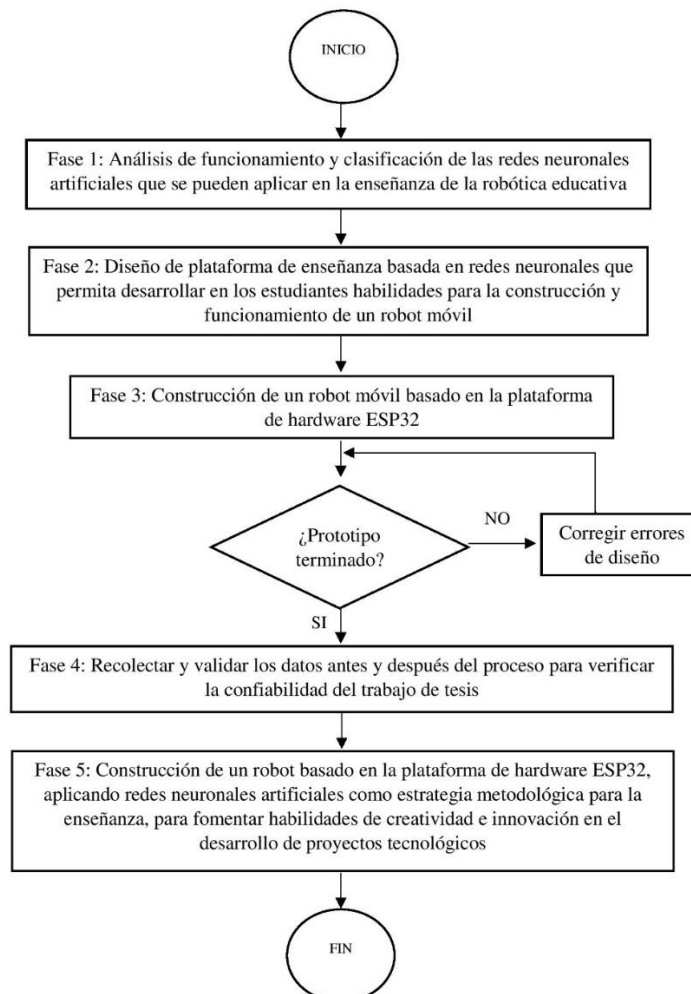 INICIO
Fase 1: Análisis de funcionamiento y clasificación de las redes neuronales
artificiales que se pueden aplicar en la enseñanza de la robótica educativa
Fase 2: Diseño de plataforma de enseñanza basada en redes neuronales que
permita desarrollar en los estudiantes habilidades para la construcción y
funcionamiento de un robot móvil
Fase 3: Construcción de un robot móvil basado en la plataforma
de hardware ESP32
¿Prototipo
terminado?
NO
Corregir errores
de diseño
SI
Fase 4: Recolectar y validar los datos antes y después del proceso para verificar
la confiabilidad del trabajo de tesis
Fase 5: Construcción de un robot basado en la plataforma de hardware ESP32,
aplicando redes neuronales artificiales como estrategia metodológica para la
enseñanza, para fomentar habilidades de creatividad e innovación en el
desarrollo de proyectos tecnológicos
FIN